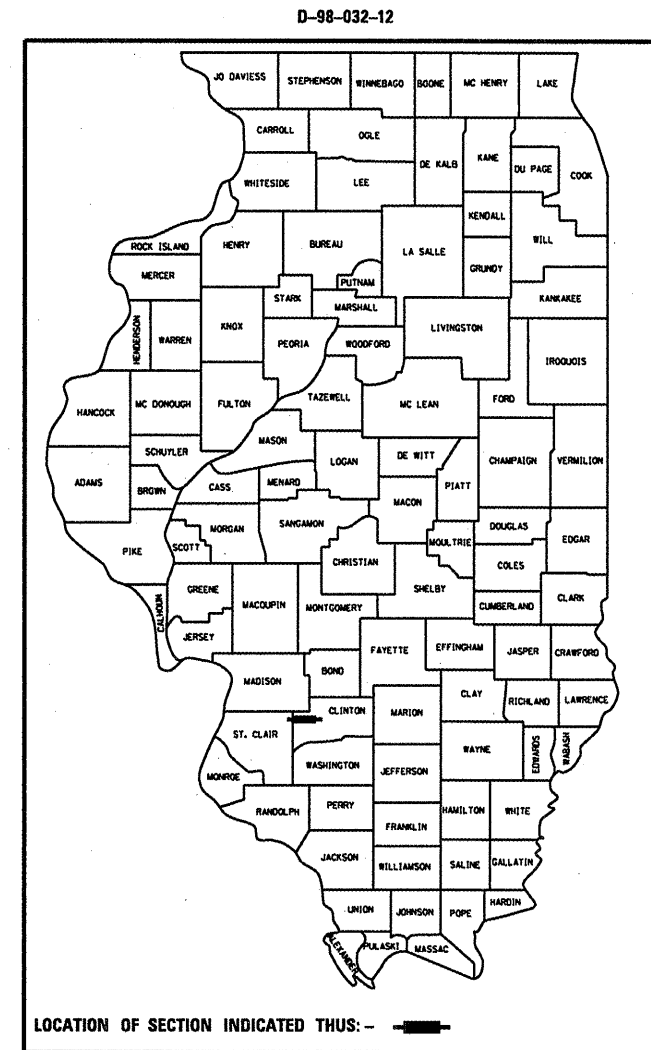 D-98-032-12
JO DAVIESS STEPHENSON WINNEBAGO BOONE MC HENRY LAKE
CARROLL OGLE DE KALB KANE DU PAGE COOK
WHITESIDE LEE KENDALL WILL
ROCK ISLAND HENRY BUREAU LA SALLE GRUNDY
MERCER PUTNAM KANKAKEE
STARK MARSHALL
HENDERSON WARREN KNOX PEORIA WOODFORD LIVINGSTON IROQUOIS
HANCOCK MC DONOUGH FULTON TAZEWELL MC LEAN FORD
MASON
SCHUYLER LOGAN DE WITT CHAMPAIGN VERMILION
ADAMS BROWN CASS MENARD PIATT
MACON
MORGAN SANGAMON DOUGLAS EDGAR
PIKE SCOTT CHRISTIAN MOULTRIE COLES
GREENE MACOUPIN MONTGOMERY SHELBY CUMBERLAND CLARK
CALHOUN JERSEY
FAYETTE EFFINGHAM JASPER CRAWFORD
MADISON BOND
CLAY RICHLAND LAWRENCE
ST. CLAIR CLINTON MARION
WAYNE EDWARDS WABASH
MONROE WASHINGTON JEFFERSON
RANDOLPH PERRY HAMILTON WHITE
FRANKLIN
JACKSON WILLIAMSON SALINE GALLATIN
UNION JOHNSON POPE HARDIN
ALEXANDER PULASKI MASSAC
LOCATION OF SECTION INDICATED THUS: -